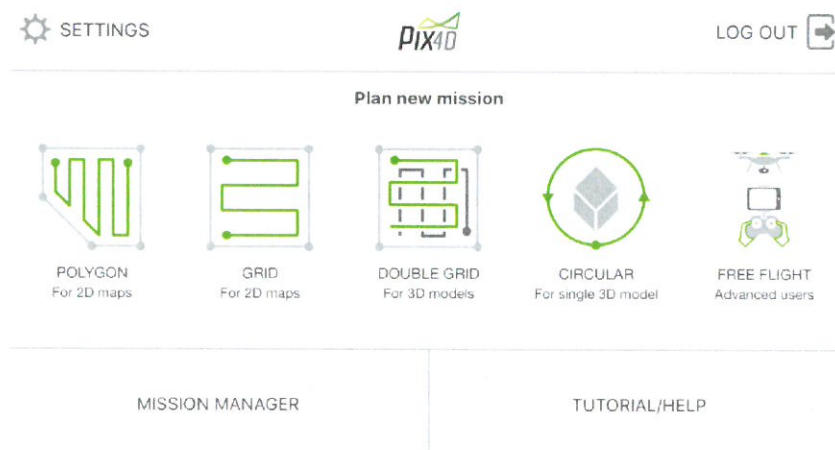 SETTINGS
PIX4D
LOG OUT
Plan new mission
POLYGON
For 2D maps
GRID
For 2D maps
DOUBLE GRID
For 3D models
CIRCULAR
For single 3D model
FREE FLIGHT
Advanced users
MISSION MANAGER
TUTORIAL/HELP